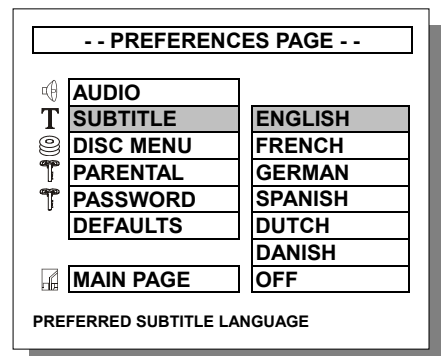 - - PREFERENCES PAGE - -
AUDIO
T SUBTITLE ENGLISH
DISC MENU FRENCH
PARENTAL GERMAN
PASSWORD SPANISH
DEFAULTS DUTCH
DANISH
MAIN PAGE OFF
PREFERRED SUBTITLE LANGUAGE